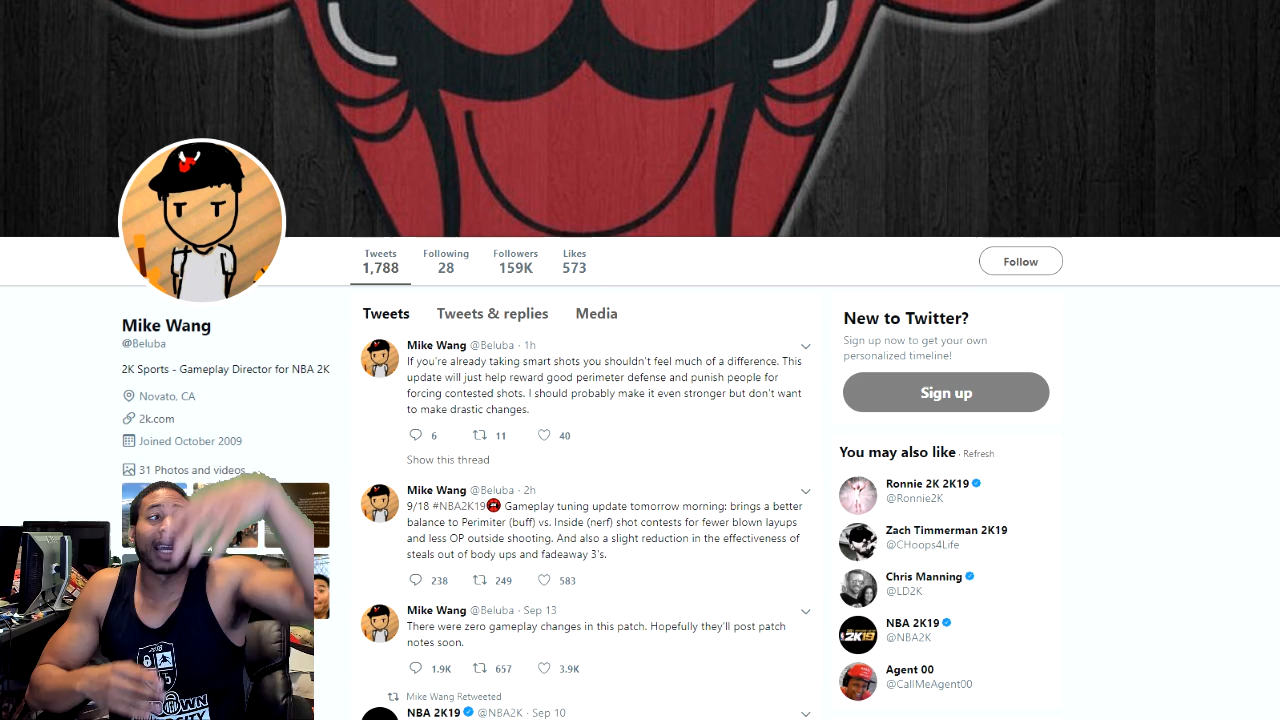 Tweets
1,788
Following
28
Followers
159K
Likes
573
Follow
Mike Wang
@Beluba
2K Sports - Gameplay Director for NBA 2K
Novato, CA
2k.com
Joined October 2009
31 Photos and videos
Tweets
Tweets & replies
Media
Mike Wang @Beluba · 1h
If you're already taking smart shots you shouldn't feel much of a difference. This
update will just help reward good perimeter defense and punish people for
forcing contested shots. I should probably make it even stronger but don't want
to make drastic changes.
6
11
40
Show this thread
Mike Wang @Beluba · 2h
9/18 #NBA2K19 Gameplay tuning update tomorrow morning: brings a better
balance to Perimiter (buff) vs. Inside (nerf) shot contests for fewer blown layups
and less OP outside shooting. And also a slight reduction in the effectiveness of
steals out of body ups and fadeaway 3's.
238
249
583
Mike Wang @Beluba · Sep 13
There were zero gameplay changes in this patch. Hopefully they'll post patch
notes soon.
1.9K
657
3.9K
Mike Wang Retweeted
NBA 2K19 @NBA2K · Sep 10
New to Twitter?
Sign up now to get your own
personalized timeline!
Sign up
You may also like · Refresh
Ronnie 2K 2K19
@Ronnie2K
Zach Timmerman 2K19
@CHoops4Life
Chris Manning
@LD2K
NBA 2K19
@NBA2K
Agent 00
@CallMeAgent00
2K19
2018